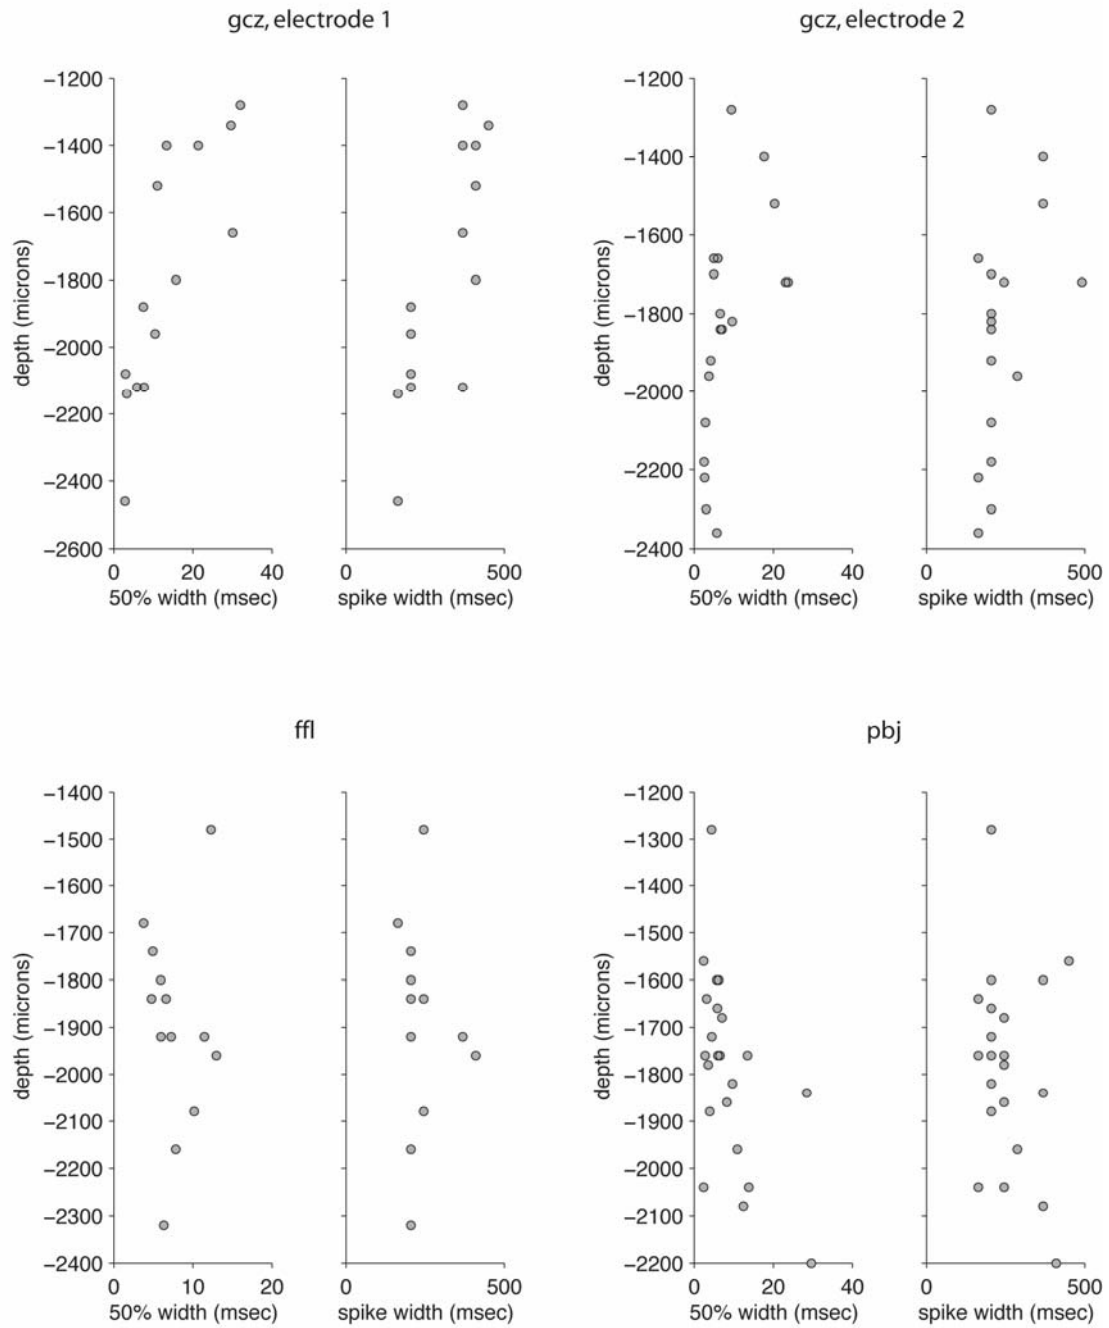 gcz, electrode 1
gcz, electrode 2
−1200
−1400
−1600
−1800
−2000
−2200
−2400
−2600
depth (microns)
0 20 40
50% width (msec)
0 500
spike width (msec)
−1200
−1400
−1600
−1800
−2000
−2200
−2400
depth (microns)
0 20 40
50% width (msec)
0 500
spike width (msec)
ffl
pbj
−1400
−1500
−1600
−1700
−1800
−1900
−2000
−2100
−2200
−2300
−2400
depth (microns)
0 10 20
50% width (msec)
0 500
spike width (msec)
−1200
−1300
−1400
−1500
−1600
−1700
−1800
−1900
−2000
−2100
−2200
depth (microns)
0 20 40
50% width (msec)
0 500
spike width (msec)